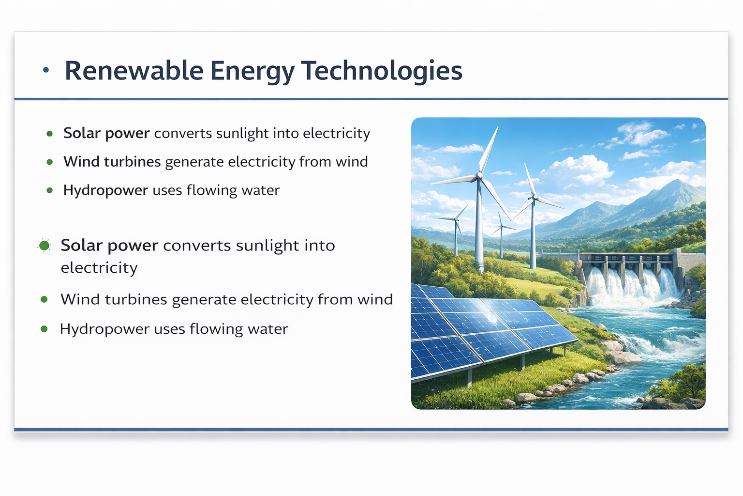 • Renewable Energy Technologies
• Solar power converts sunlight into electricity
• Wind turbines generate electricity from wind
• Hydropower uses flowing water
• Solar power converts sunlight into
electricity
• Wind turbines generate electricity from wind
• Hydropower uses flowing water